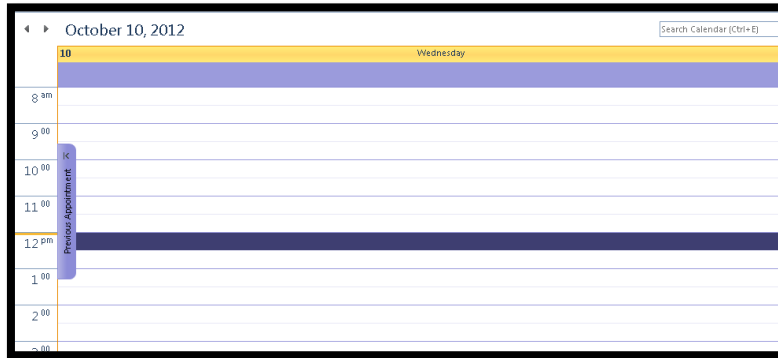 October 10, 2012
Search Calendar (Ctrl+E)
10 Wednesday
8 am
9 00
10 00
Previous Appointment
11 00
12 pm
1 00
2 00